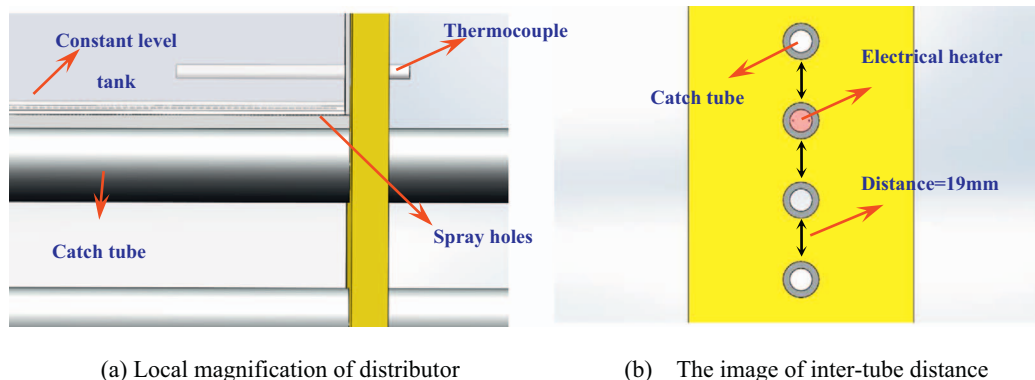 Constant level
tank
Thermocouple
Catch tube
Spray holes
Electrical heater
Catch tube
Distance=19mm
(a) Local magnification of distributor
(b) The image of inter-tube distance